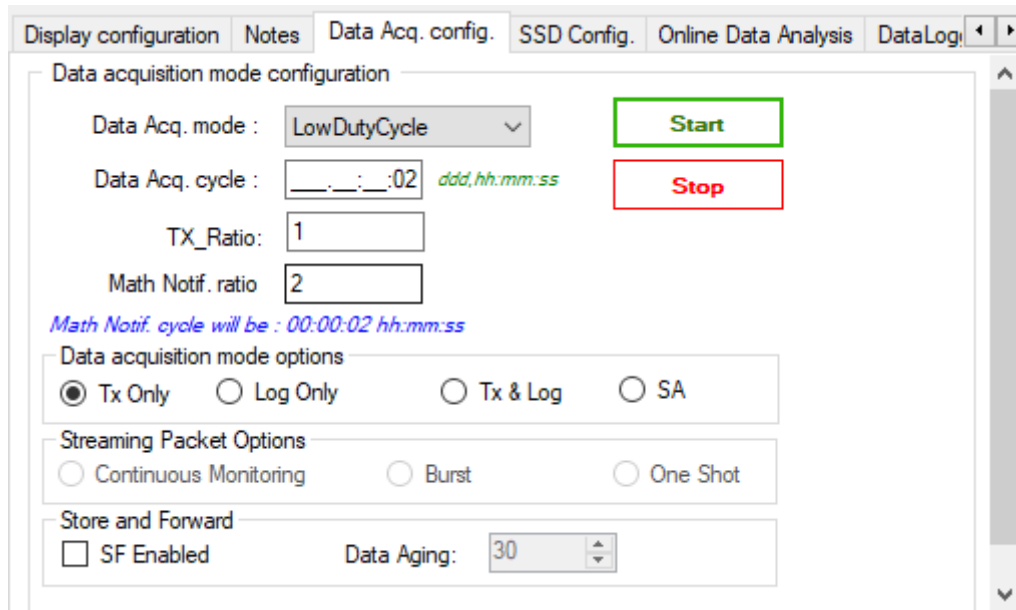 Display configuration Notes Data Acq. config. SSD Config. Online Data Analysis DataLog
Data acquisition mode configuration
Data Acq. mode : LowDutyCycle Start
Data Acq. cycle : ___.__:__:02 ddd,hh:mm:ss Stop
TX_Ratio: 1
Math Notif. ratio 2
Math Notif. cycle will be : 00:00:02 hh:mm:ss
Data acquisition mode options
Tx Only Log Only Tx & Log SA
Streaming Packet Options
Continuous Monitoring Burst One Shot
Store and Forward
SF Enabled Data Aging: 30